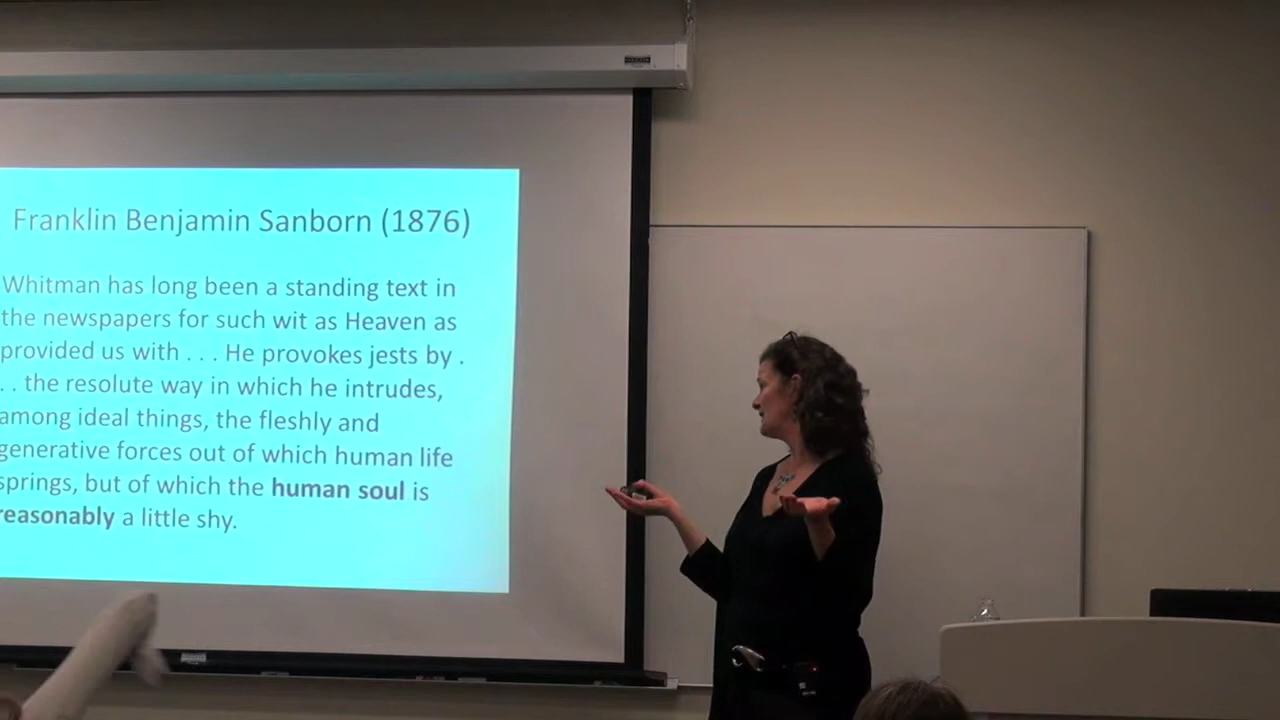 Franklin Benjamin Sanborn (1876)
Whitman has long been a standing text in
the newspapers for such wit as Heaven as
provided us with . . . He provokes jests by .
. . the resolute way in which he intrudes,
among ideal things, the fleshly and
generative forces out of which human life
springs, but of which the human soul is
reasonably a little shy.